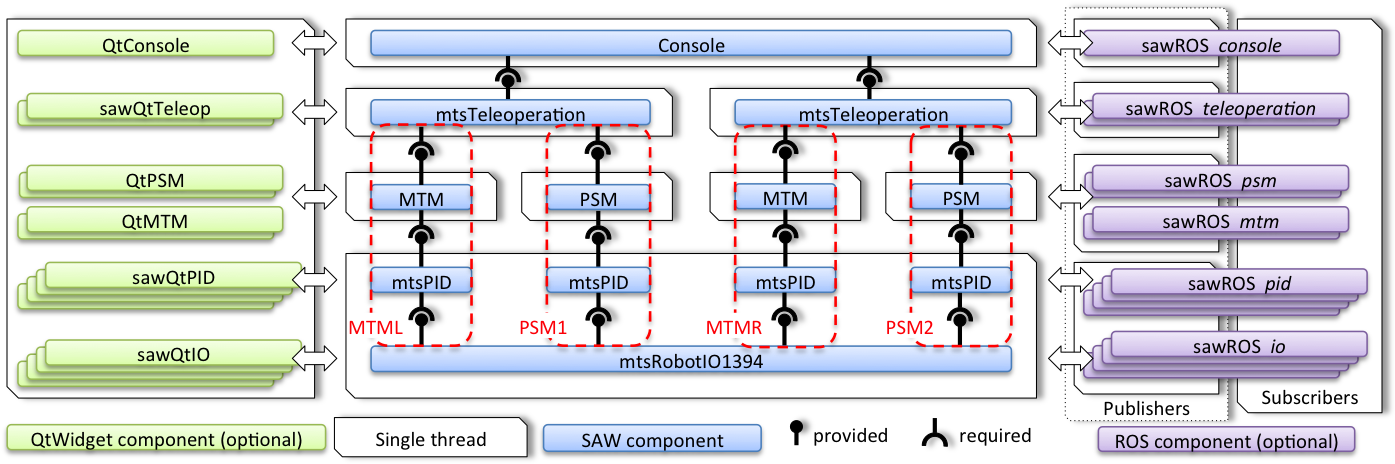 QtConsole
Console
sawROS console
sawQtTeleop
mtsTeleoperation
mtsTeleoperation
sawROS teleoperation
QtPSM
MTM
PSM
MTM
PSM
sawROS psm
QtMTM
sawROS mtm
sawQtPID
mtsPID
mtsPID
mtsPID
mtsPID
sawROS pid
MTML
PSM1
MTMR
PSM2
sawQtIO
mtsRobotIO1394
sawROS io
Publishers
Subscribers
QtWidget component (optional)
Single thread
SAW component
provided
required
ROS component (optional)